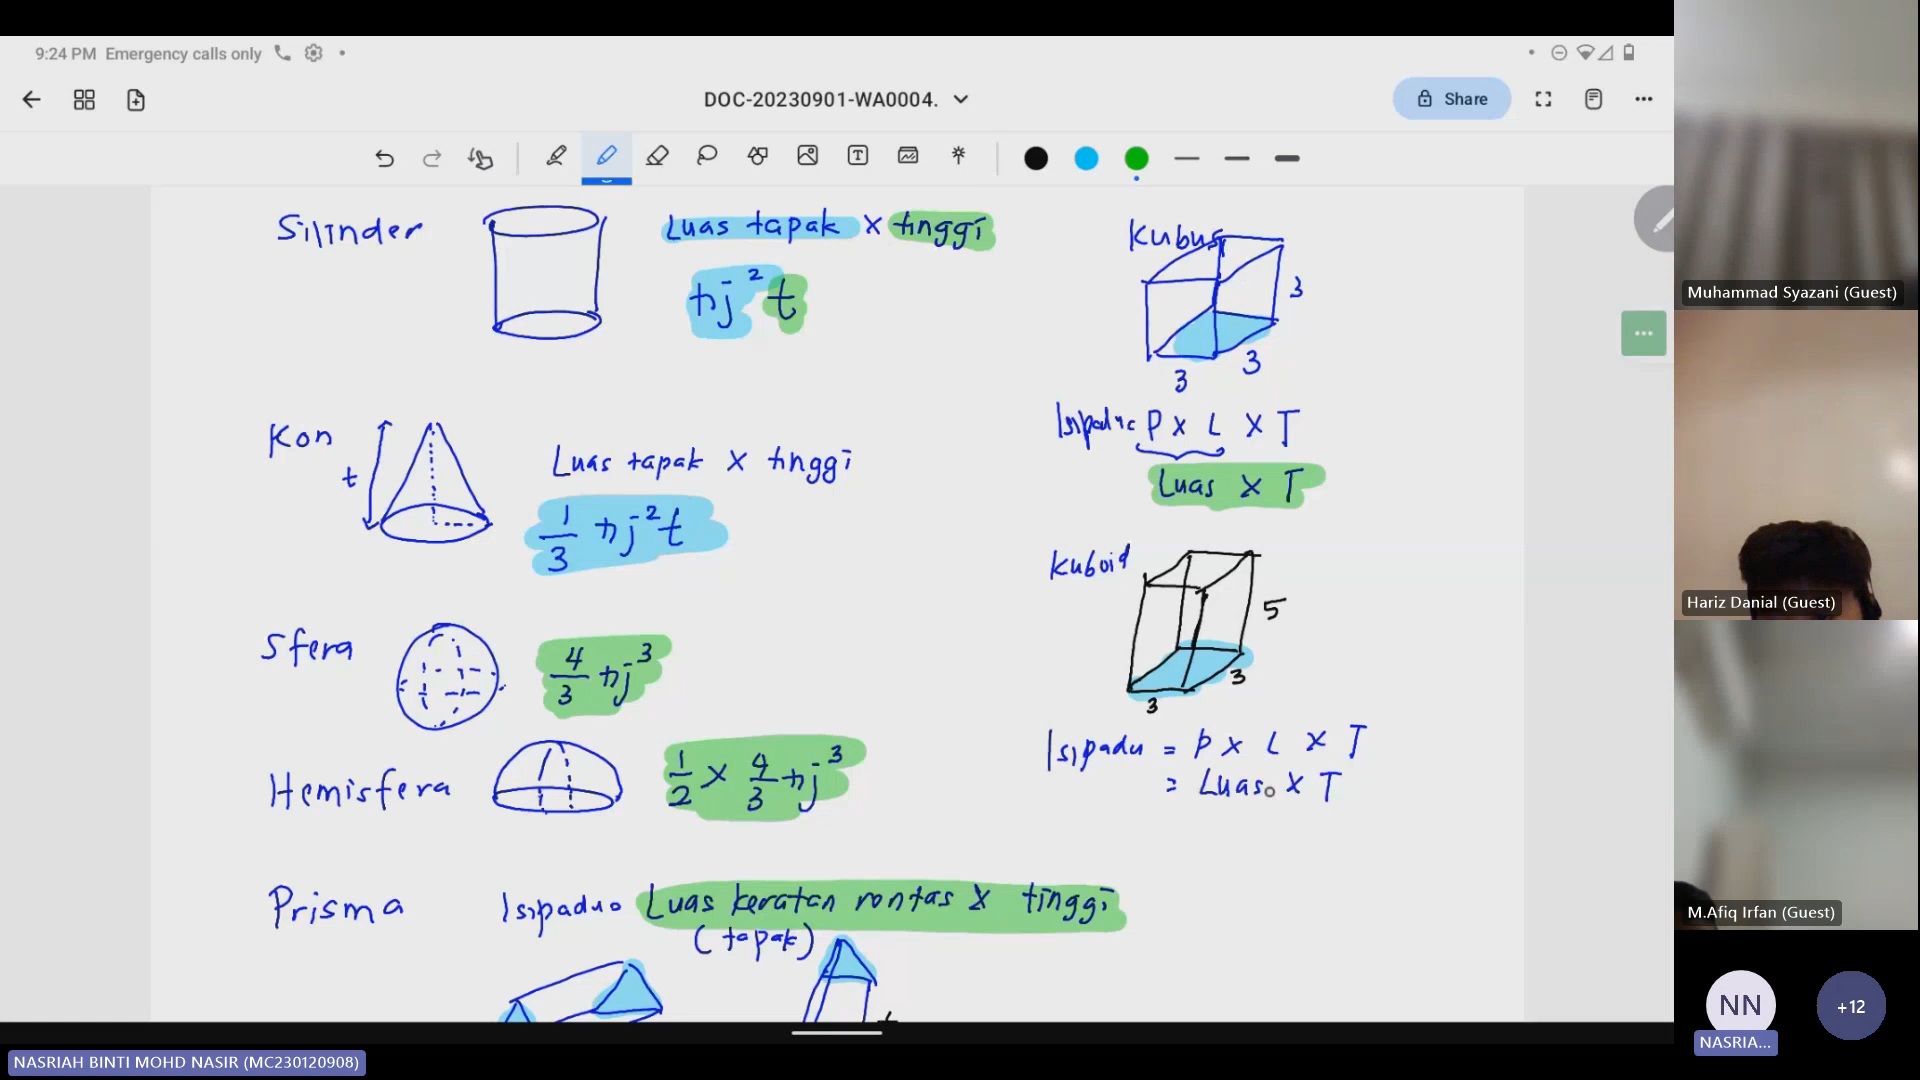 9:24 PM Emergency calls only
DOC-20230901-WA0004.
Share
Silinder
Luas tapak x tinggi
πj²t
Kubus
3
3
3
Isipadu P x L x T
Luas x T
Kon
t
Luas tapak x tinggi
1/3 πj²t
Kuboid
5
3
3
Isipadu = P x L x T
= Luas x T
Sfera
4/3 πj³
Hemisfera
1/2 x 4/3 πj³
Prisma
Isipadu Luas keratan rentas x tinggi
(tapak)
t
Muhammad Syazani (Guest)
Hariz Danial (Guest)
M.Afiq Irfan (Guest)
NN
NASRIA...
+12
NASRIAH BINTI MOHD NASIR (MC230120908)